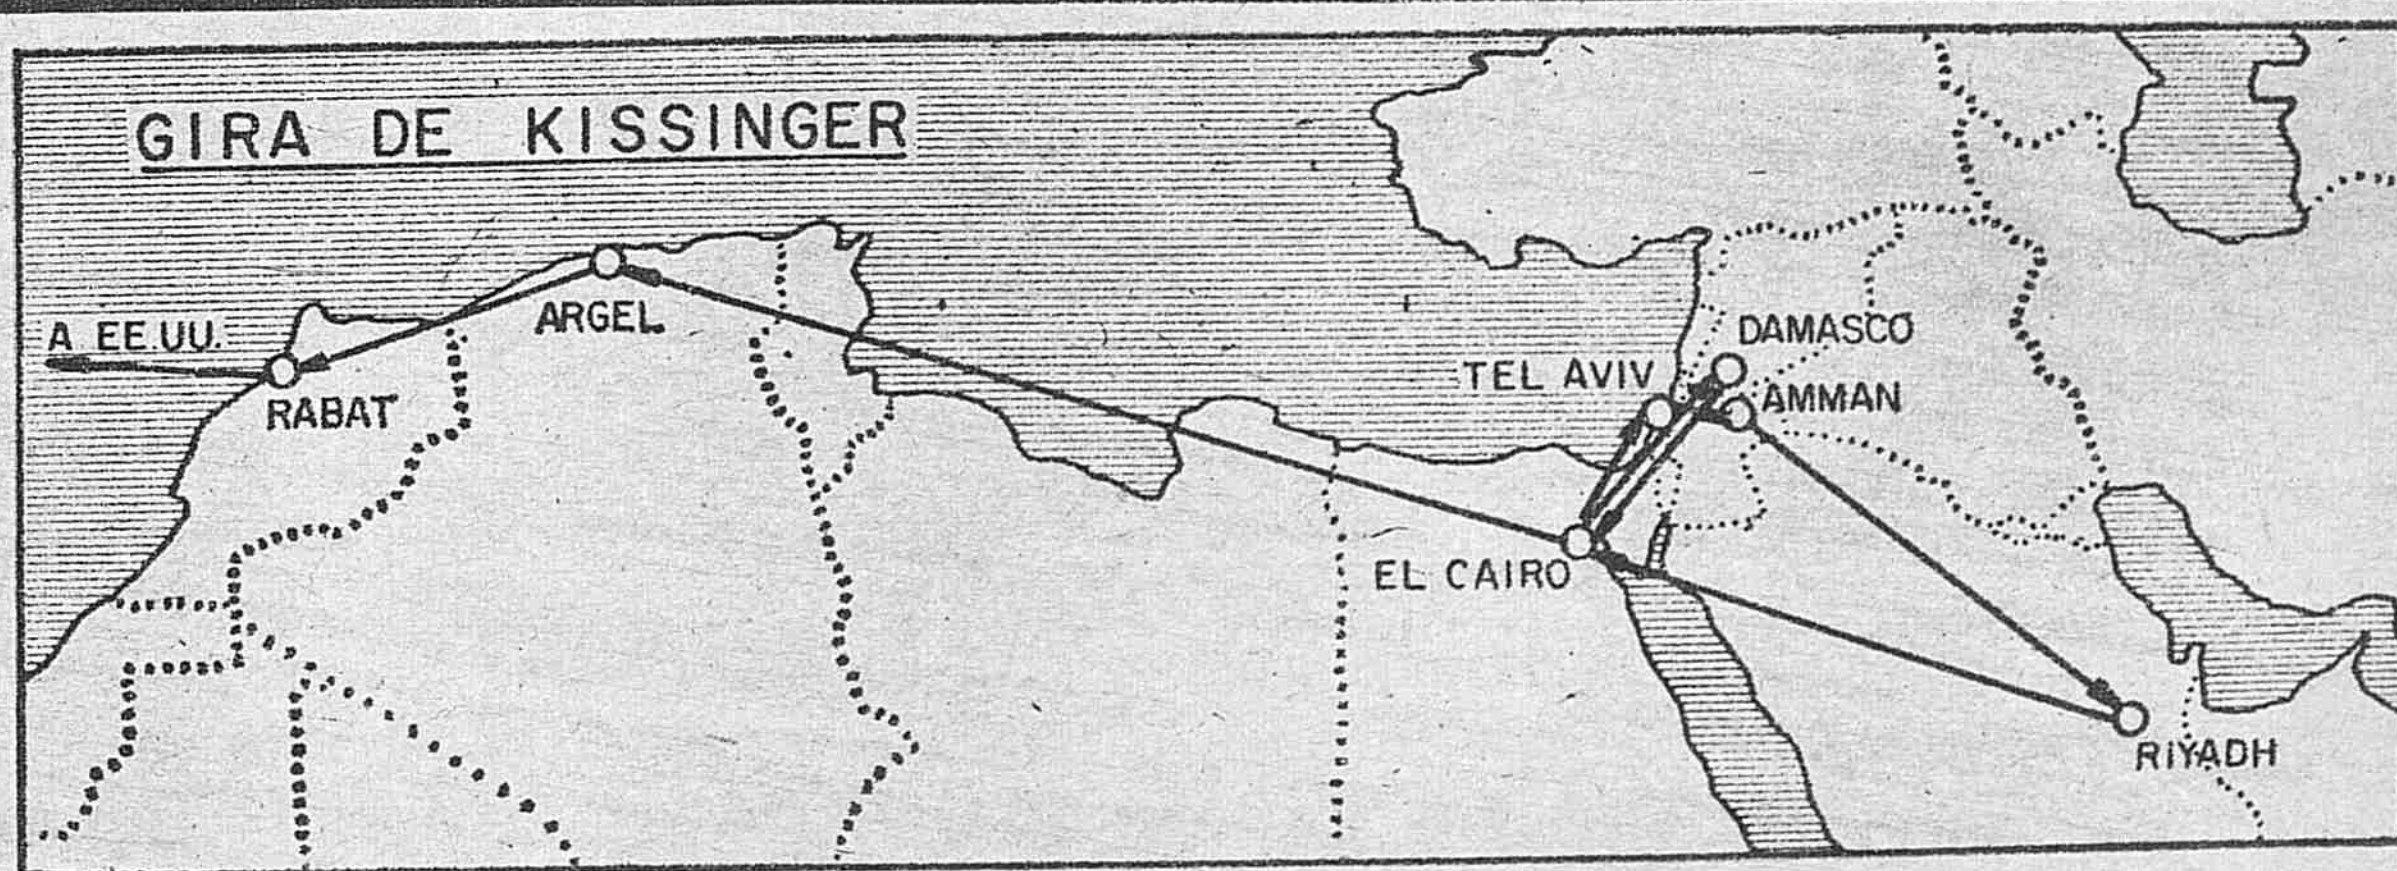 GIRA DE KISSINGER
A EE.UU.
RABAT
ARGEL
TEL AVIV
DAMASCO
AMMAN
EL CAIRO
RIYADH